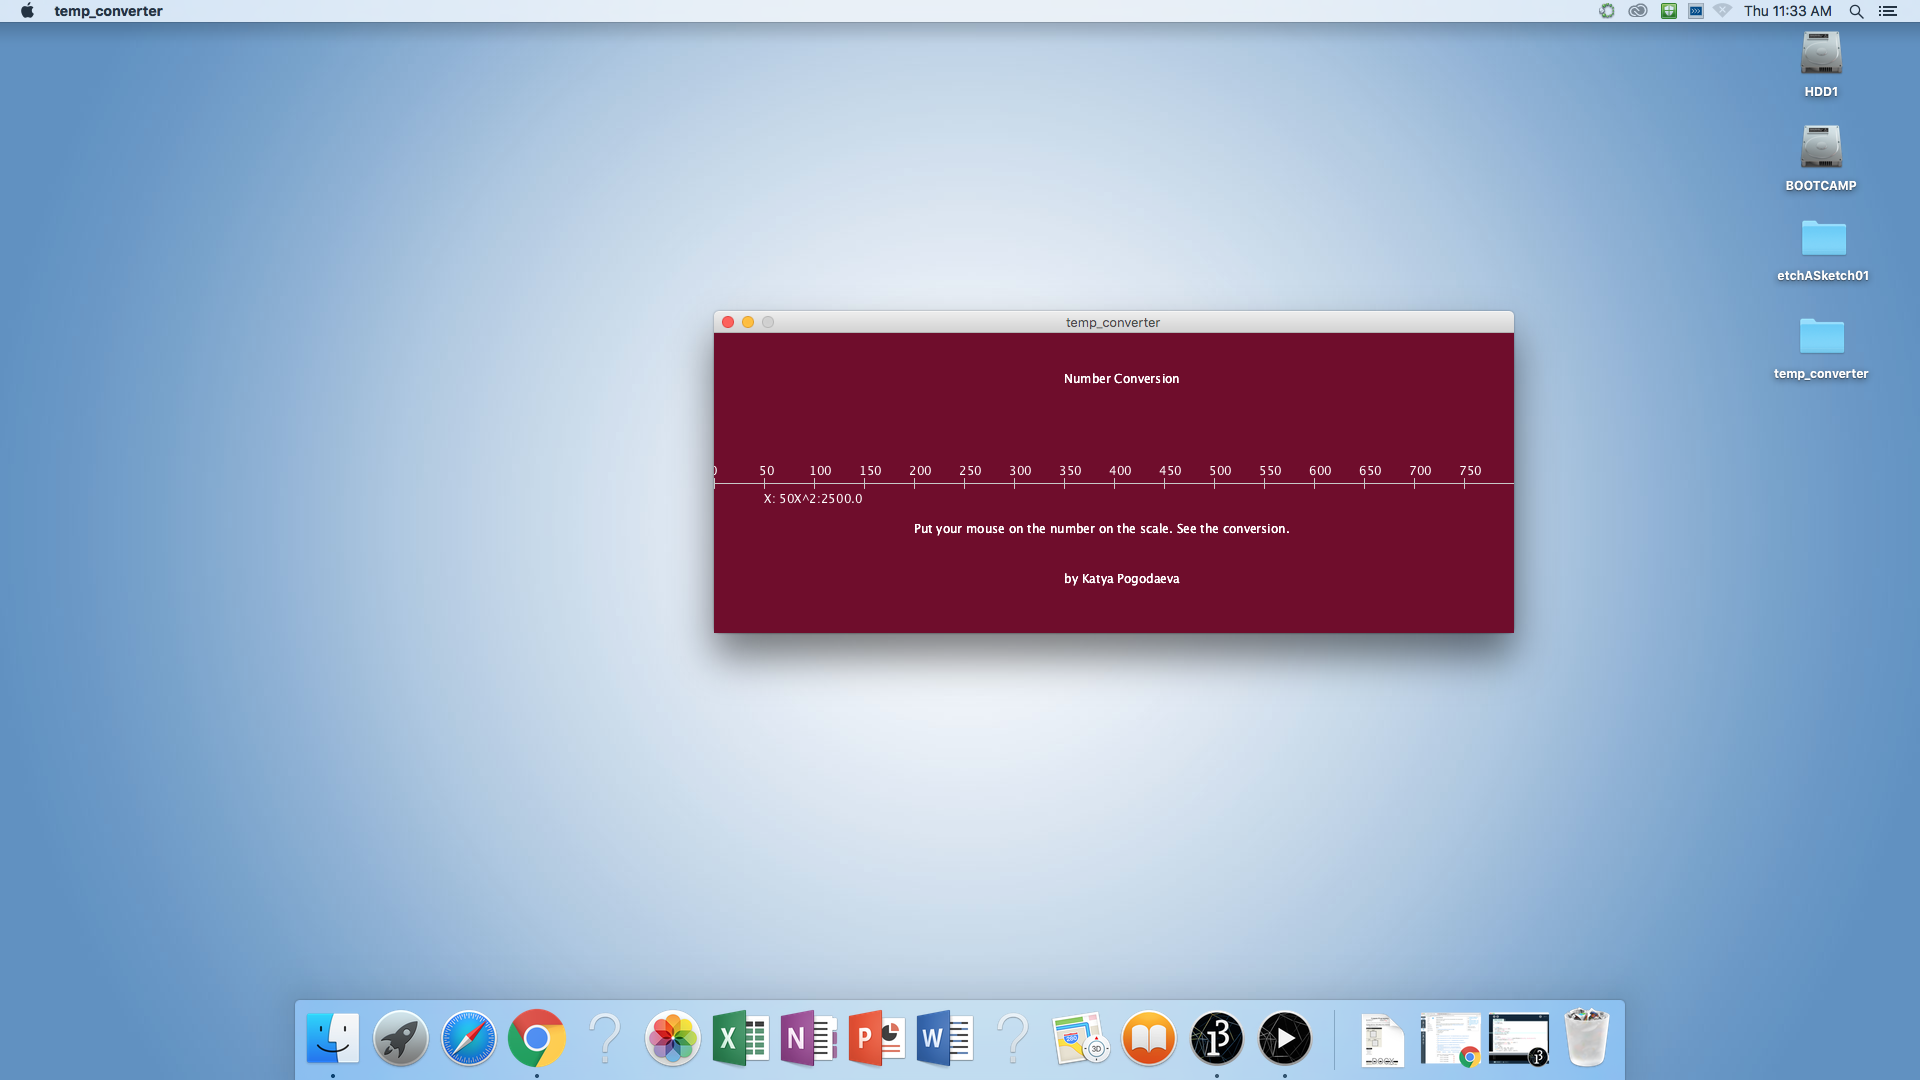 temp_converter
Thu 11:33 AM
HDD1
BOOTCAMP
etchASketch01
temp_converter
temp_converter
Number Conversion
0 50 100 150 200 250 300 350 400 450 500 550 600 650 700 750
X: 50X^2:2500.0
Put your mouse on the number on the scale. See the conversion.
by Katya Pogodaeva
X N P W 280 3D